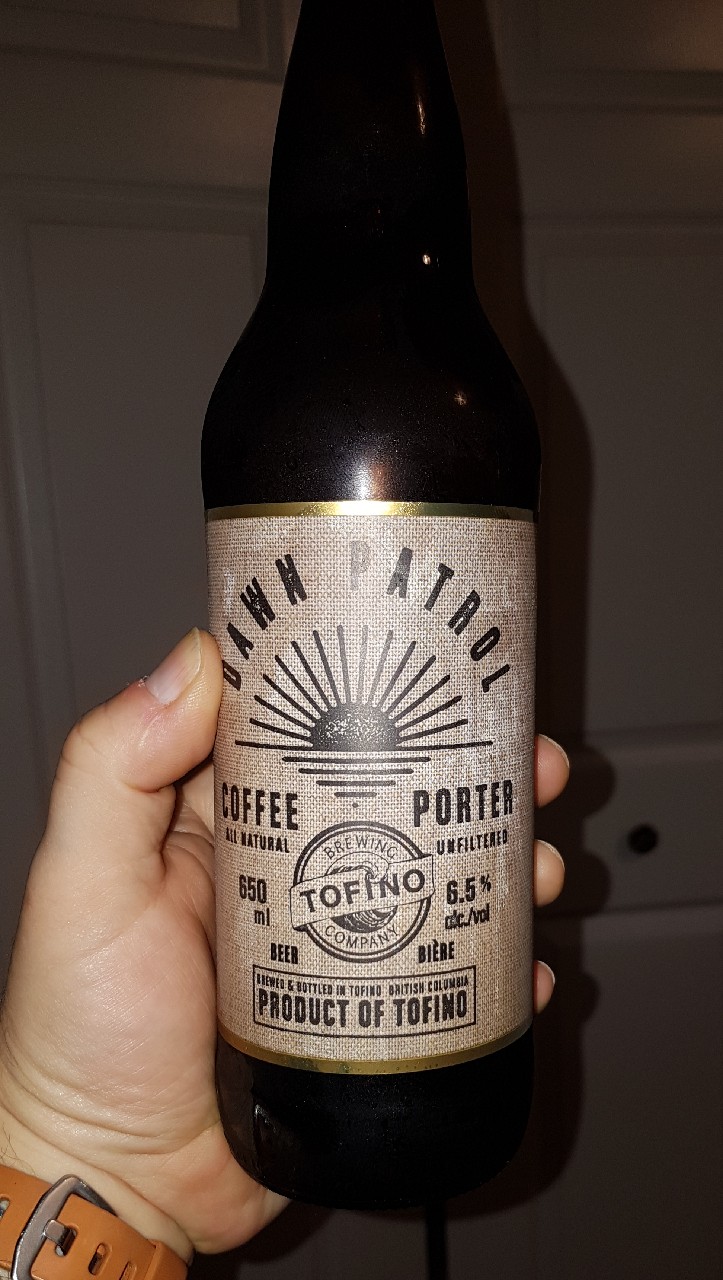 DAWN PATROL
COFFEE PORTER
ALL NATURAL UNFILTERED
BREWING
TOFINO
COMPANY
650 ml
6.5% alc./vol
BEER BIÈRE
BREWED & BOTTLED IN TOFINO BRITISH COLUMBIA
PRODUCT OF TOFINO